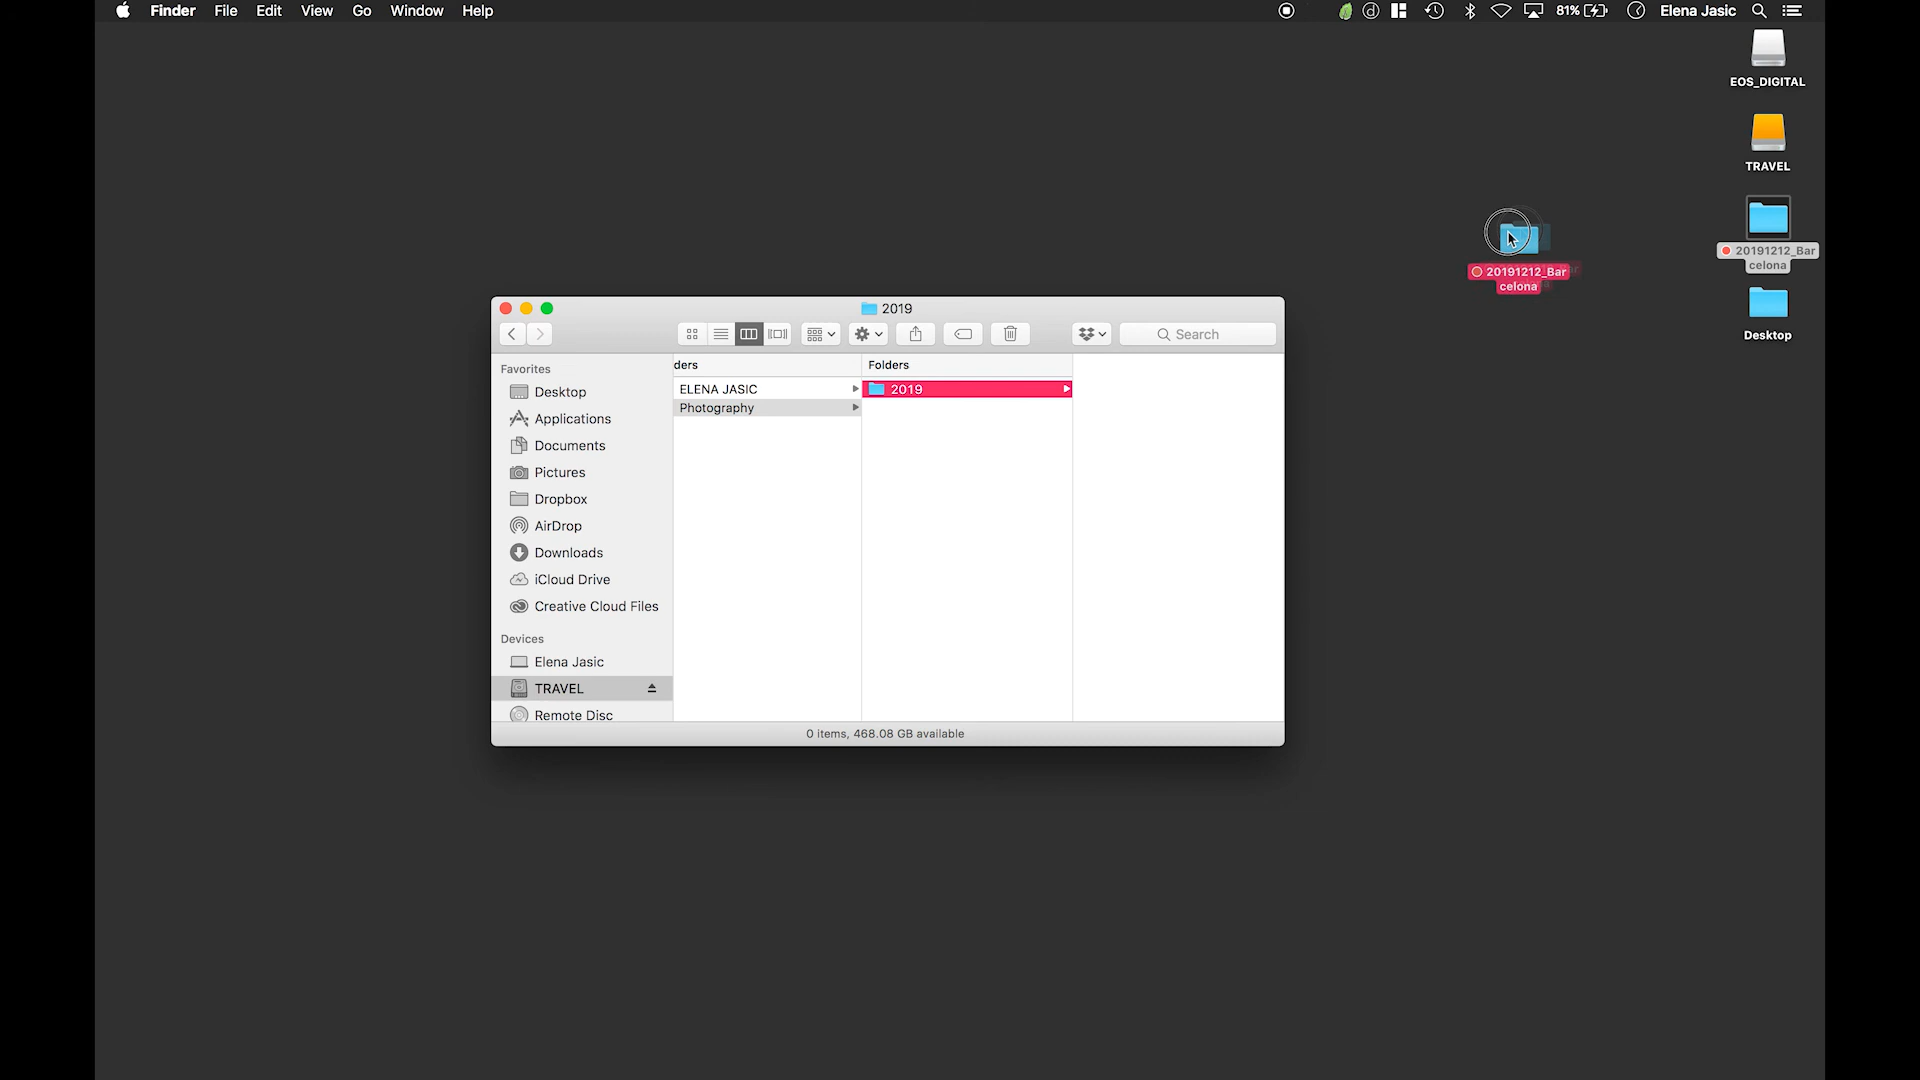 Finder File Edit View Go Window Help
81% Elena Jasic
EOS_DIGITAL
TRAVEL
20191212_Bar
celona
20191212_Bar
celona
Desktop
2019
Search
Favorites
Desktop
Applications
Documents
Pictures
Dropbox
AirDrop
Downloads
iCloud Drive
Creative Cloud Files
Devices
Elena Jasic
TRAVEL
Remote Disc
ders
ELENA JASIC
Photography
Folders
2019
0 items, 468.08 GB available